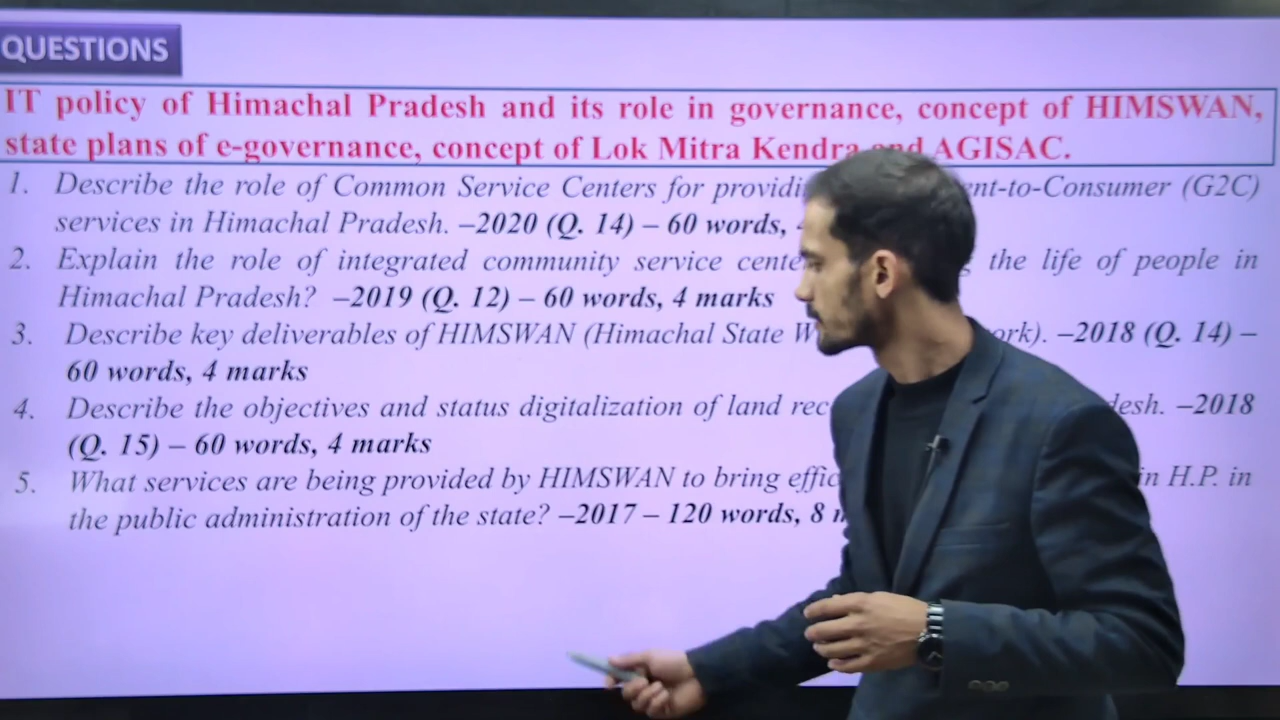 QUESTIONS
IT policy of Himachal Pradesh and its role in governance, concept of HIMSWAN,
state plans of e-governance, concept of Lok Mitra Kendra and AGISAC.
1. Describe the role of Common Service Centers for ent-to-Consumer (G2C)
services in Himachal Pradesh. –2020 (Q. 14) – 60 words,
2. Explain the role of integrated community service the life of people in
Himachal Pradesh? –2019 (Q. 12) – 60 words, 4 marks
3. Describe key deliverables of HIMSWAN (Himachal State –2018 (Q. 14) –
60 words, 4 marks
4. Describe the objectives and status digitalization of land –2018
(Q. 15) – 60 words, 4 marks
5. What services are being provided by HIMSWAN to bring in H.P. in
the public administration of the state? –2017 – 120 words, 8